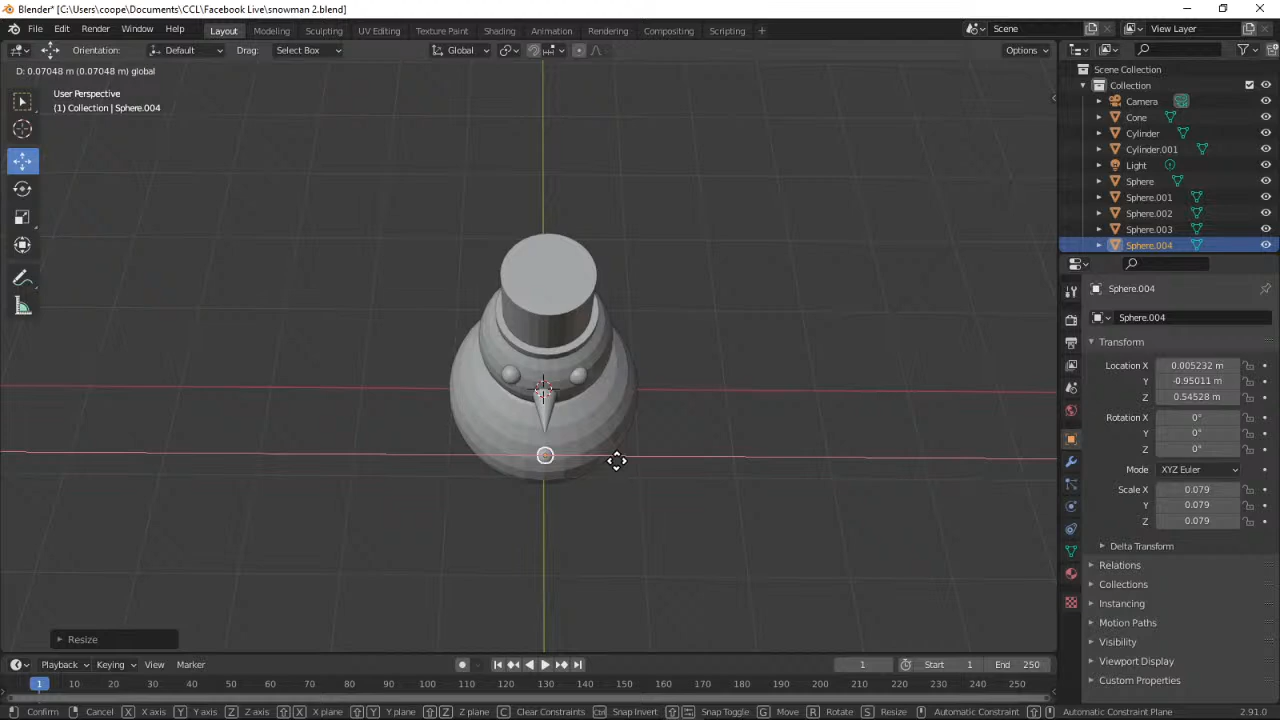 Blender* [C:\Users\coope\Documents\CCL\Facebook Live\snowman 2.blend]
File Edit Render Window Help Layout Modeling Sculpting UV Editing Texture Paint Shading Animation Rendering Compositing Scripting + Scene View Layer
Orientation: Default Drag: Select Box Global Options
D: 0.07048 m (0.07048 m) global
User Perspective
(1) Collection | Sphere.004
Scene Collection
Collection
Camera
Cone
Cylinder
Cylinder.001
Light
Sphere
Sphere.001
Sphere.002
Sphere.003
Sphere.004
Sphere.004
Sphere.004
Transform
Location X 0.005232 m
Y -0.95011 m
Z 0.54528 m
Rotation X 0°
Y 0°
Z 0°
Mode XYZ Euler
Scale X 0.079
Y 0.079
Z 0.079
Delta Transform
Relations
Collections
Instancing
Motion Paths
Visibility
Viewport Display
Custom Properties
Resize
Playback Keying View Marker 1 Start 1 End 250
1 10 20 30 40 50 60 70 80 90 100 110 120 130 140 150 160 170 180 190 200 210 220 230 240 250
Confirm Cancel X X axis Y Y axis Z Z axis X X plane Y Y plane Z Z plane C Clear Constraints Ctrl Snap Invert Snap Toggle G Move R Rotate S Resize Automatic Constraint Automatic Constraint Plane 2.91.0